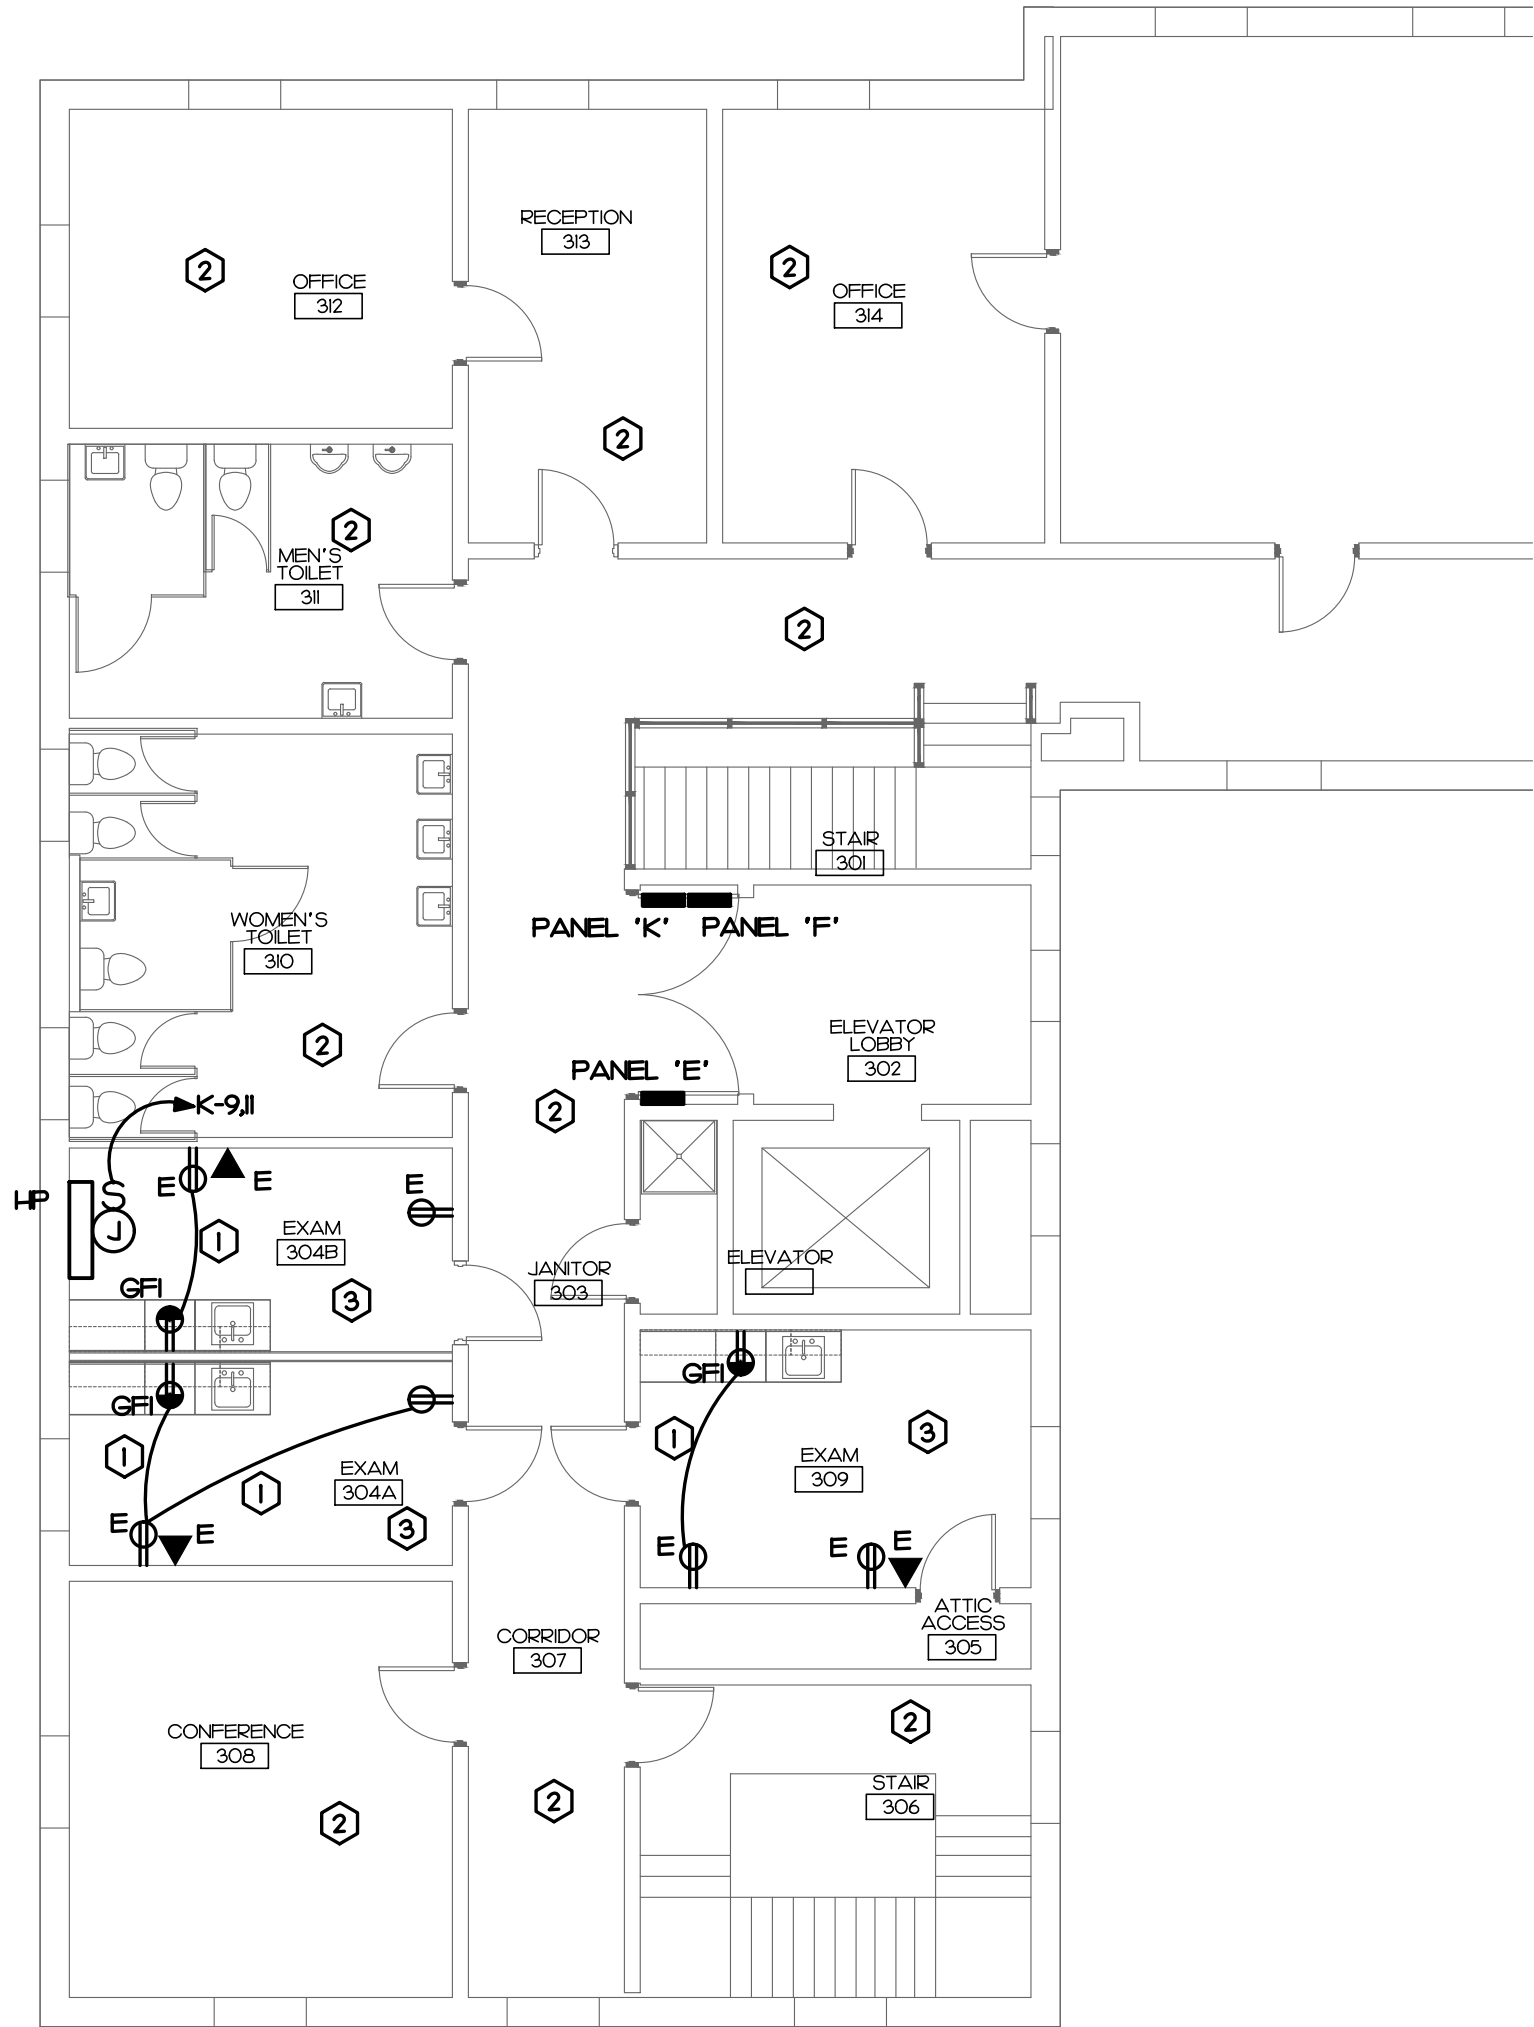 RECEPTION
313
2
OFFICE
312
2
OFFICE
314
2
2
MEN'S
TOILET
311
2
STAIR
301
PANEL 'K' PANEL 'F'
WOMEN'S
TOILET
310
2
ELEVATOR
LOBBY
302
PANEL 'E'
K-9,11
2
E
E
E
HP
S
J
1
EXAM
304B
GFI
3
JANITOR
303
ELEVATOR
GFI
GFI
1
1
EXAM
304A
3
E
E
1
EXAM
309
3
E
E
E
ATTIC
ACCESS
305
CORRIDOR
307
CONFERENCE
308
2
2
2
STAIR
306